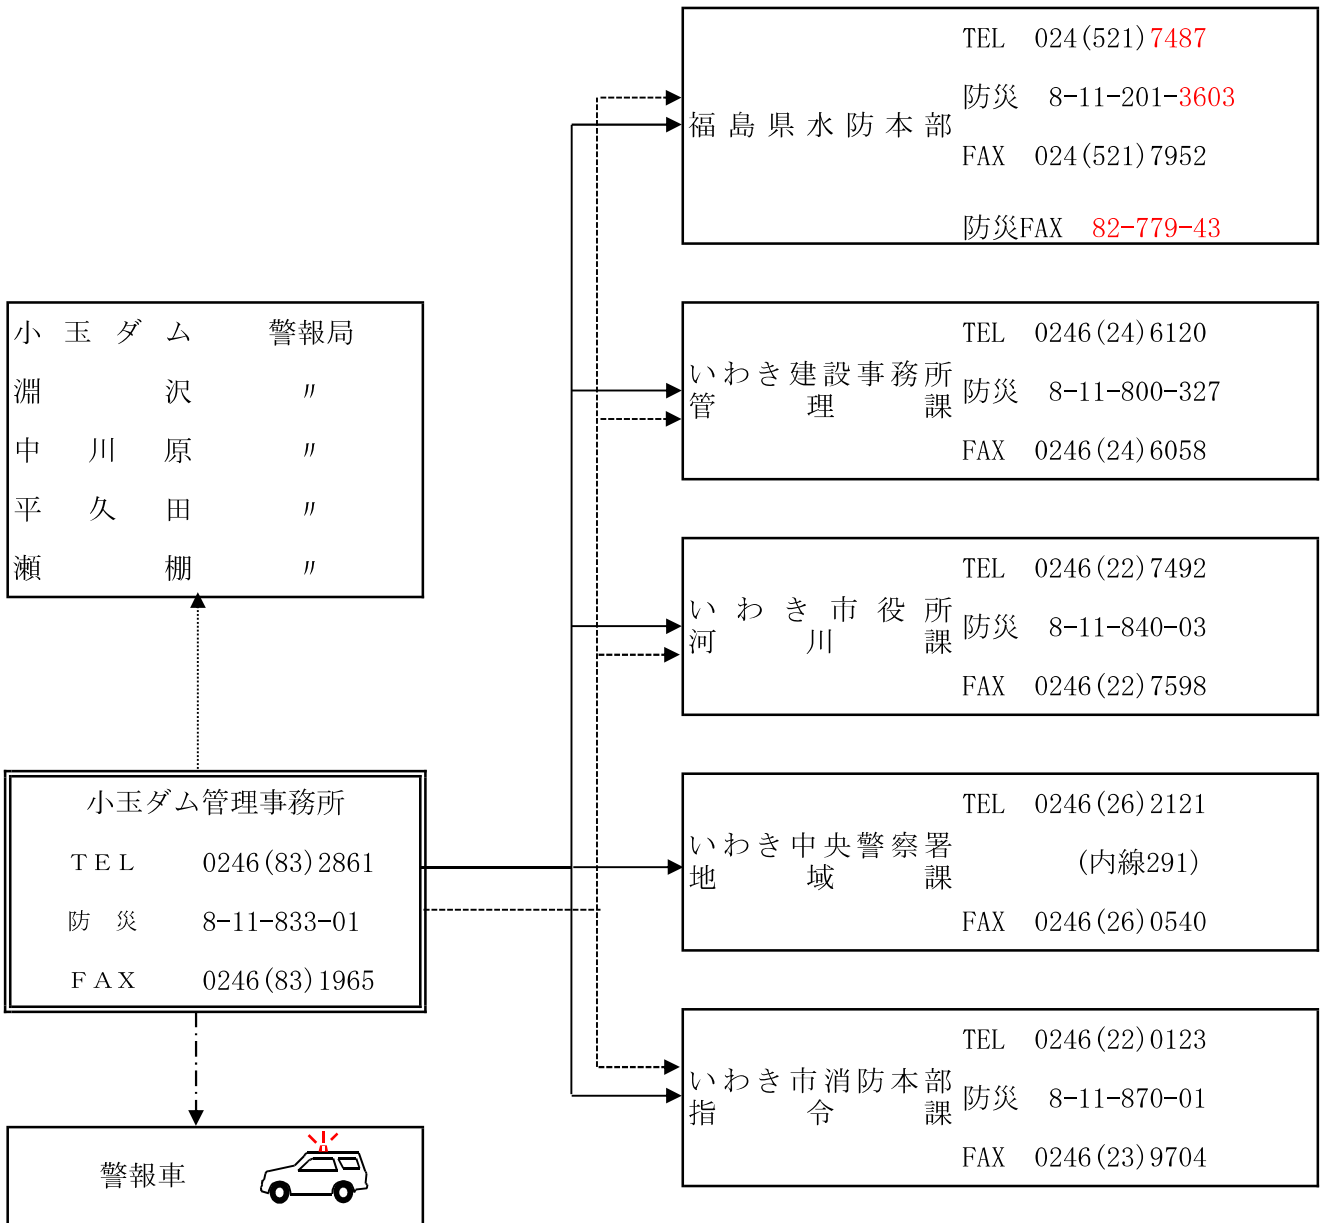 TEL 024(521)7487
防災 8-11-201-3603
福島県水防本部
FAX 024(521)7952
防災FAX 82-779-43
小玉ダム 警報局
淵沢 〃
中川原 〃
平久田 〃
瀬棚 〃
TEL 0246(24)6120
いわき建設事務所
管理課
防災 8-11-800-327
FAX 0246(24)6058
TEL 0246(22)7492
いわき市役所
河川課
防災 8-11-840-03
FAX 0246(22)7598
小玉ダム管理事務所
TEL 0246(83)2861
防災 8-11-833-01
FAX 0246(83)1965
TEL 0246(26)2121
いわき中央警察署
地域課
(内線291)
FAX 0246(26)0540
TEL 0246(22)0123
いわき市消防本部
指令課
防災 8-11-870-01
FAX 0246(23)9704
警報車